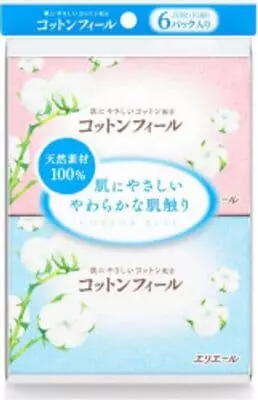 肌にやさしいコットン配合
コットンフィール
6パック入り
肌にやさしいコットン配合
コットンフィール
天然素材
100%
肌にやさしい
やわらかな肌触り
ール
肌にやさしいコットン配合
コットンフィール
エリエール